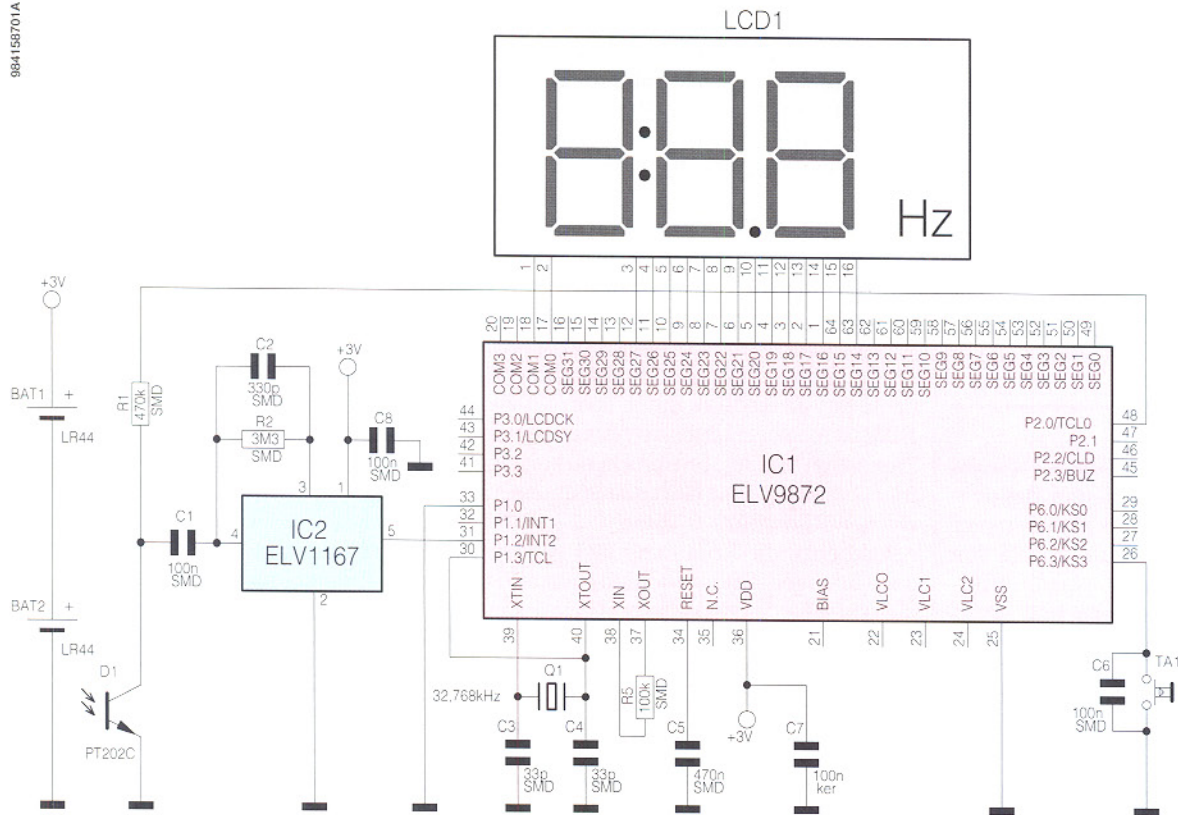 984158701A
LCD1
Hz
1 2 3 4 5 6 7 8 9 10 11 12 13 14 15 16
+3V
20 19 18 17 16 15 14 13 12 11 10 9 8 7 6 5 4 3 2 1 64 63 62 61 60 59 58 57 56 55 54 53 52 51 50 49
COM3 COM2 COM1 COM0 SEG31 SEG30 SEG29 SEG28 SEG27 SEG26 SEG25 SEG24 SEG23 SEG22 SEG21 SEG20 SEG19 SEG18 SEG17 SEG16 SEG15 SEG14 SEG13 SEG12 SEG11 SEG10 SEG9 SEG8 SEG7 SEG6 SEG5 SEG4 SEG3 SEG2 SEG1 SEG0
BAT1 +
LR44
R1
470k
SMD
C2
330p
SMD
R2
3M3
SMD
+3V
C8
100n
SMD
44 P3.0/LCDCK
43 P3.1/LCDSY
42 P3.2
41 P3.3
33 P1.0
32 P1.1/INT1
31 P1.2/INT2
30 P1.3/TCL
IC1
ELV9872
P2.0/TCL0 48
P2.1 47
P2.2/CLD 46
P2.3/BUZ 45
P6.0/KS0 29
P6.1/KS1 28
P6.2/KS2 27
P6.3/KS3 26
C1
100n
SMD
3 1
4 IC2 5
ELV1167
2
XTIN XTOUT XIN XOUT RESET N.C. VDD BIAS VLCO VLC1 VLC2 VSS
39 40 38 37 34 35 36 21 22 23 24 25
BAT2 +
LR44
D1
PT202C
32,768kHz
Q1
R5
100k
SMD
C3
33p
SMD
C4
33p
SMD
C5
470n
SMD
+3V
C7
100n
ker
C6
100n
SMD
TA1